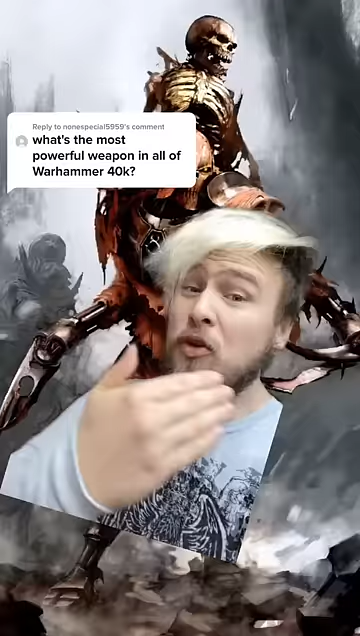 Reply to nonespecial5959's comment
what's the most
powerful weapon in all of
Warhammer 40k?